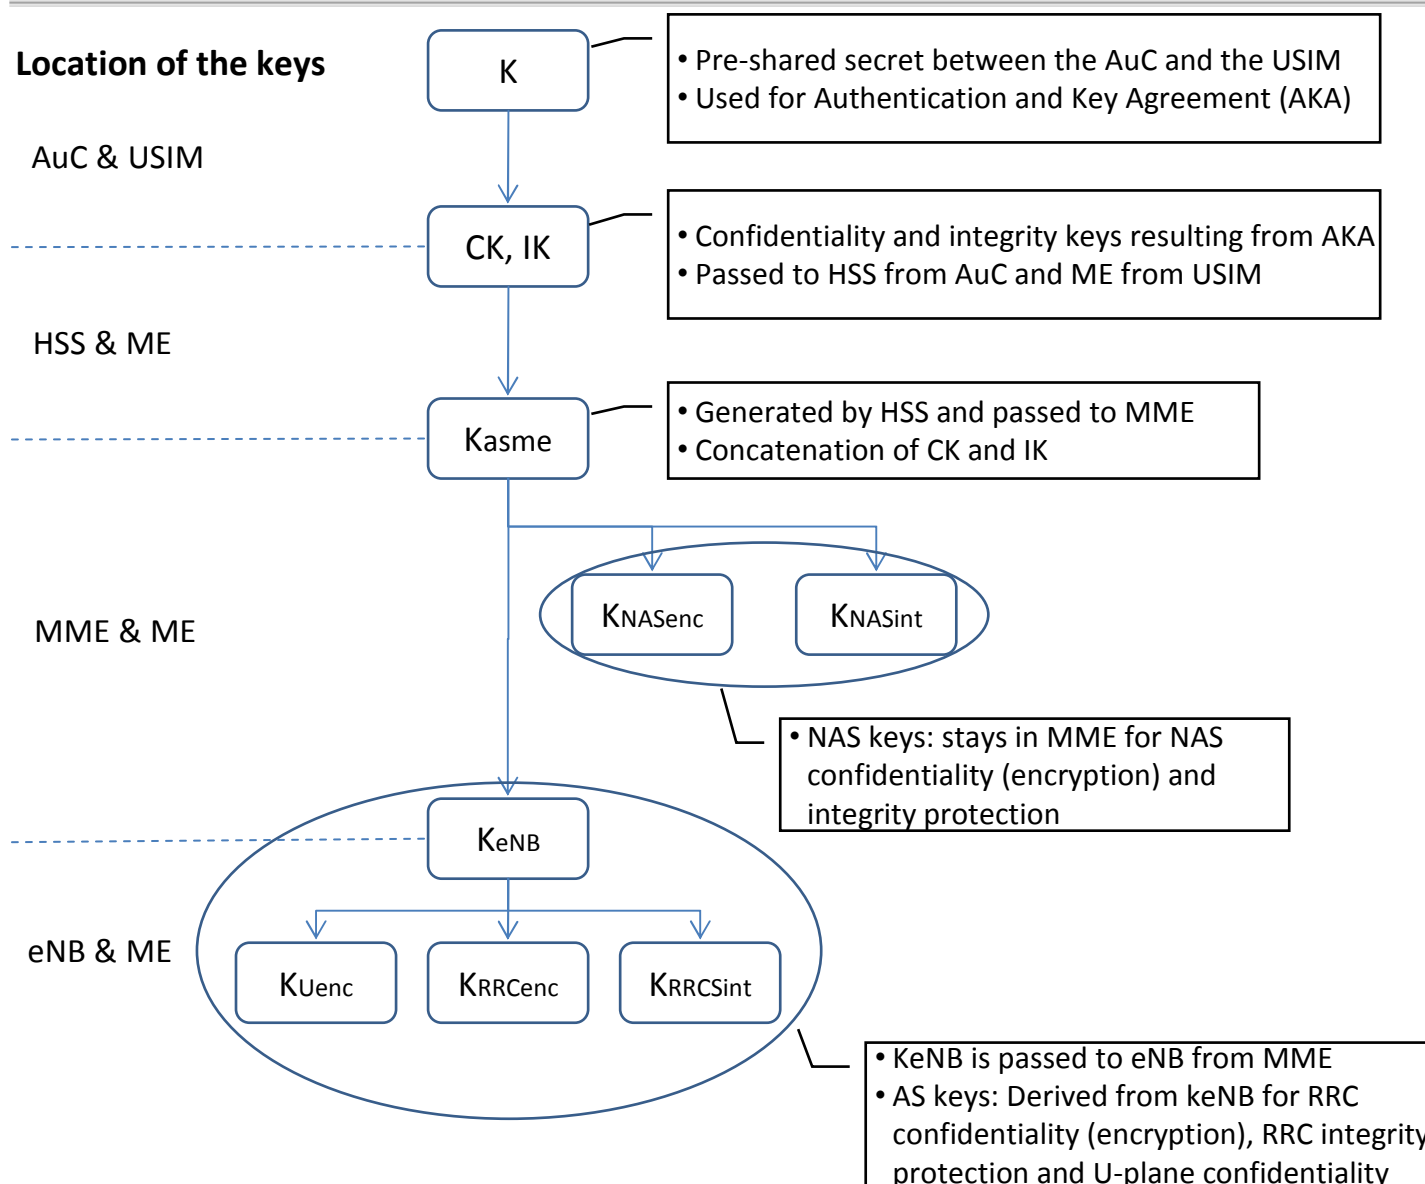 Location of the keys
K
• Pre-shared secret between the AuC and the USIM
• Used for Authentication and Key Agreement (AKA)
AuC & USIM
CK, IK
• Confidentiality and integrity keys resulting from AKA
• Passed to HSS from AuC and ME from USIM
HSS & ME
Kasme
• Generated by HSS and passed to MME
• Concatenation of CK and IK
MME & ME
KNASenc
KNASint
• NAS keys: stays in MME for NAS
confidentiality (encryption) and
integrity protection
KeNB
eNB & ME
KUenc
KRRCenc
KRRCSint
• KeNB is passed to eNB from MME
• AS keys: Derived from keNB for RRC
confidentiality (encryption), RRC integrity
protection and U-plane confidentiality